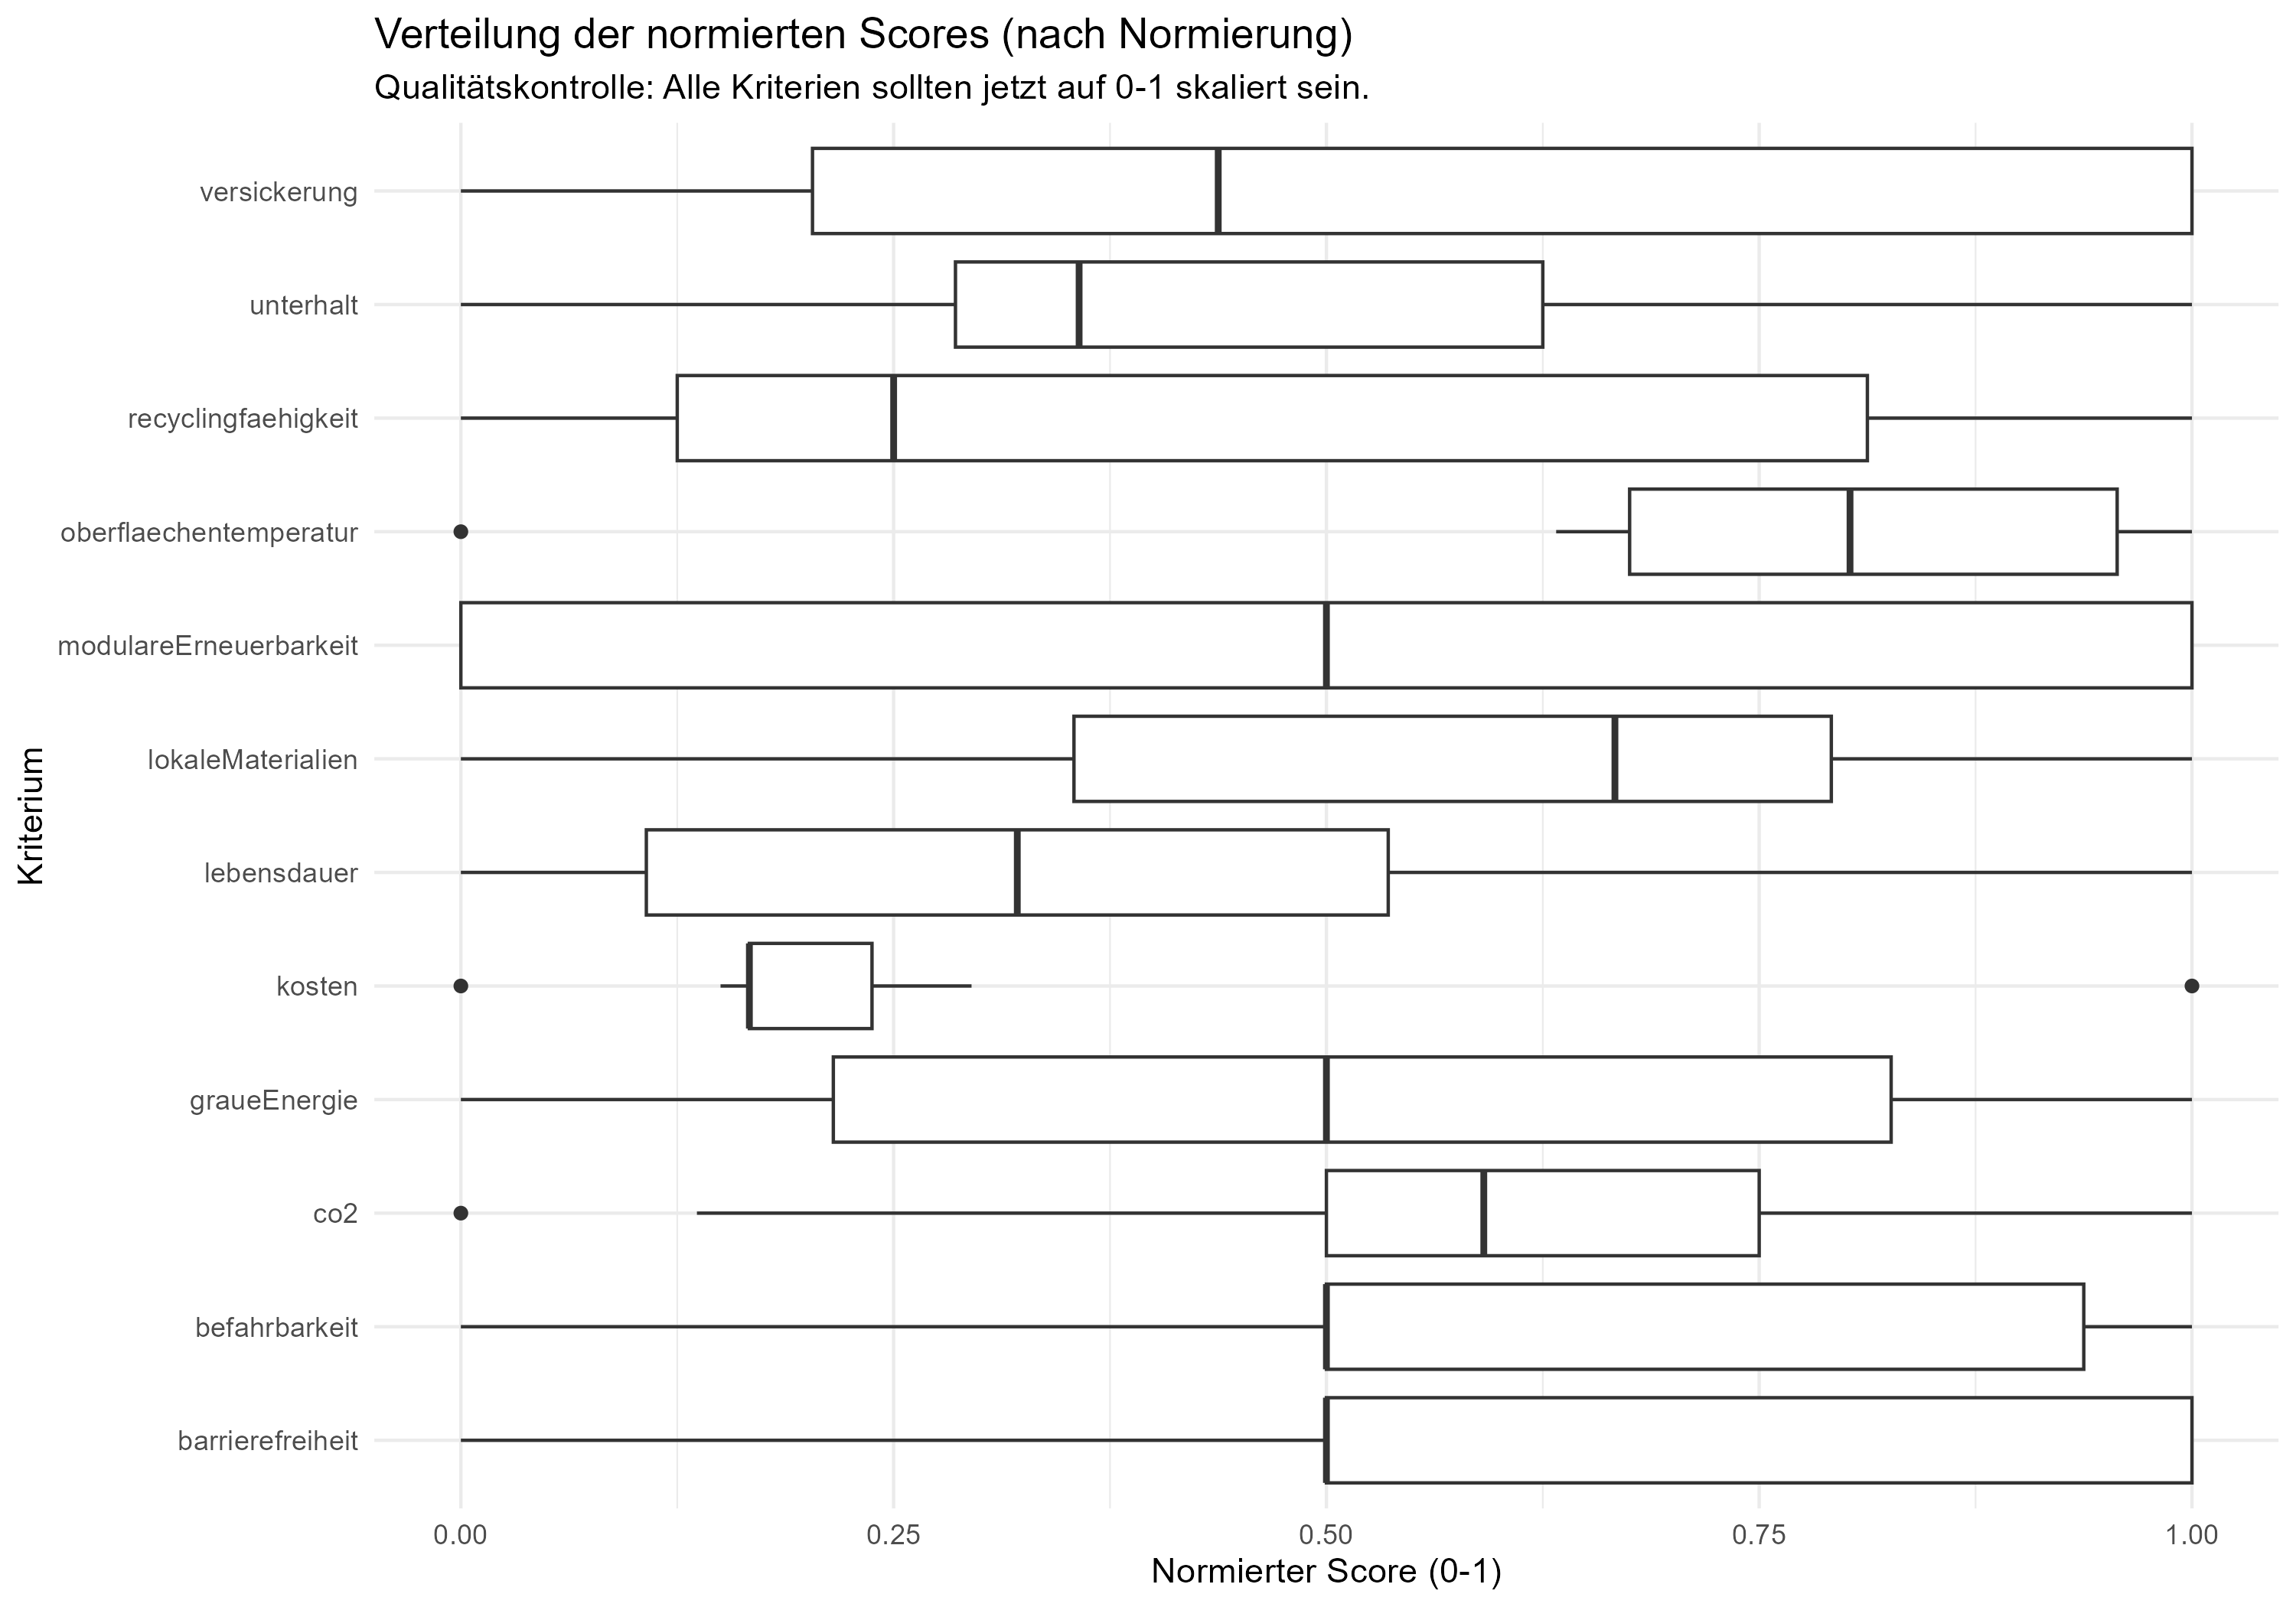 Verteilung der normierten Scores (nach Normierung)
Qualitätskontrolle: Alle Kriterien sollten jetzt auf 0-1 skaliert sein.
Kriterium
versickerung
unterhalt
recyclingfaehigkeit
oberflaechentemperatur
modulareErneuerbarkeit
lokaleMaterialien
lebensdauer
kosten
graueEnergie
co2
befahrbarkeit
barrierefreiheit
0.00 0.25 0.50 0.75 1.00
Normierter Score (0-1)